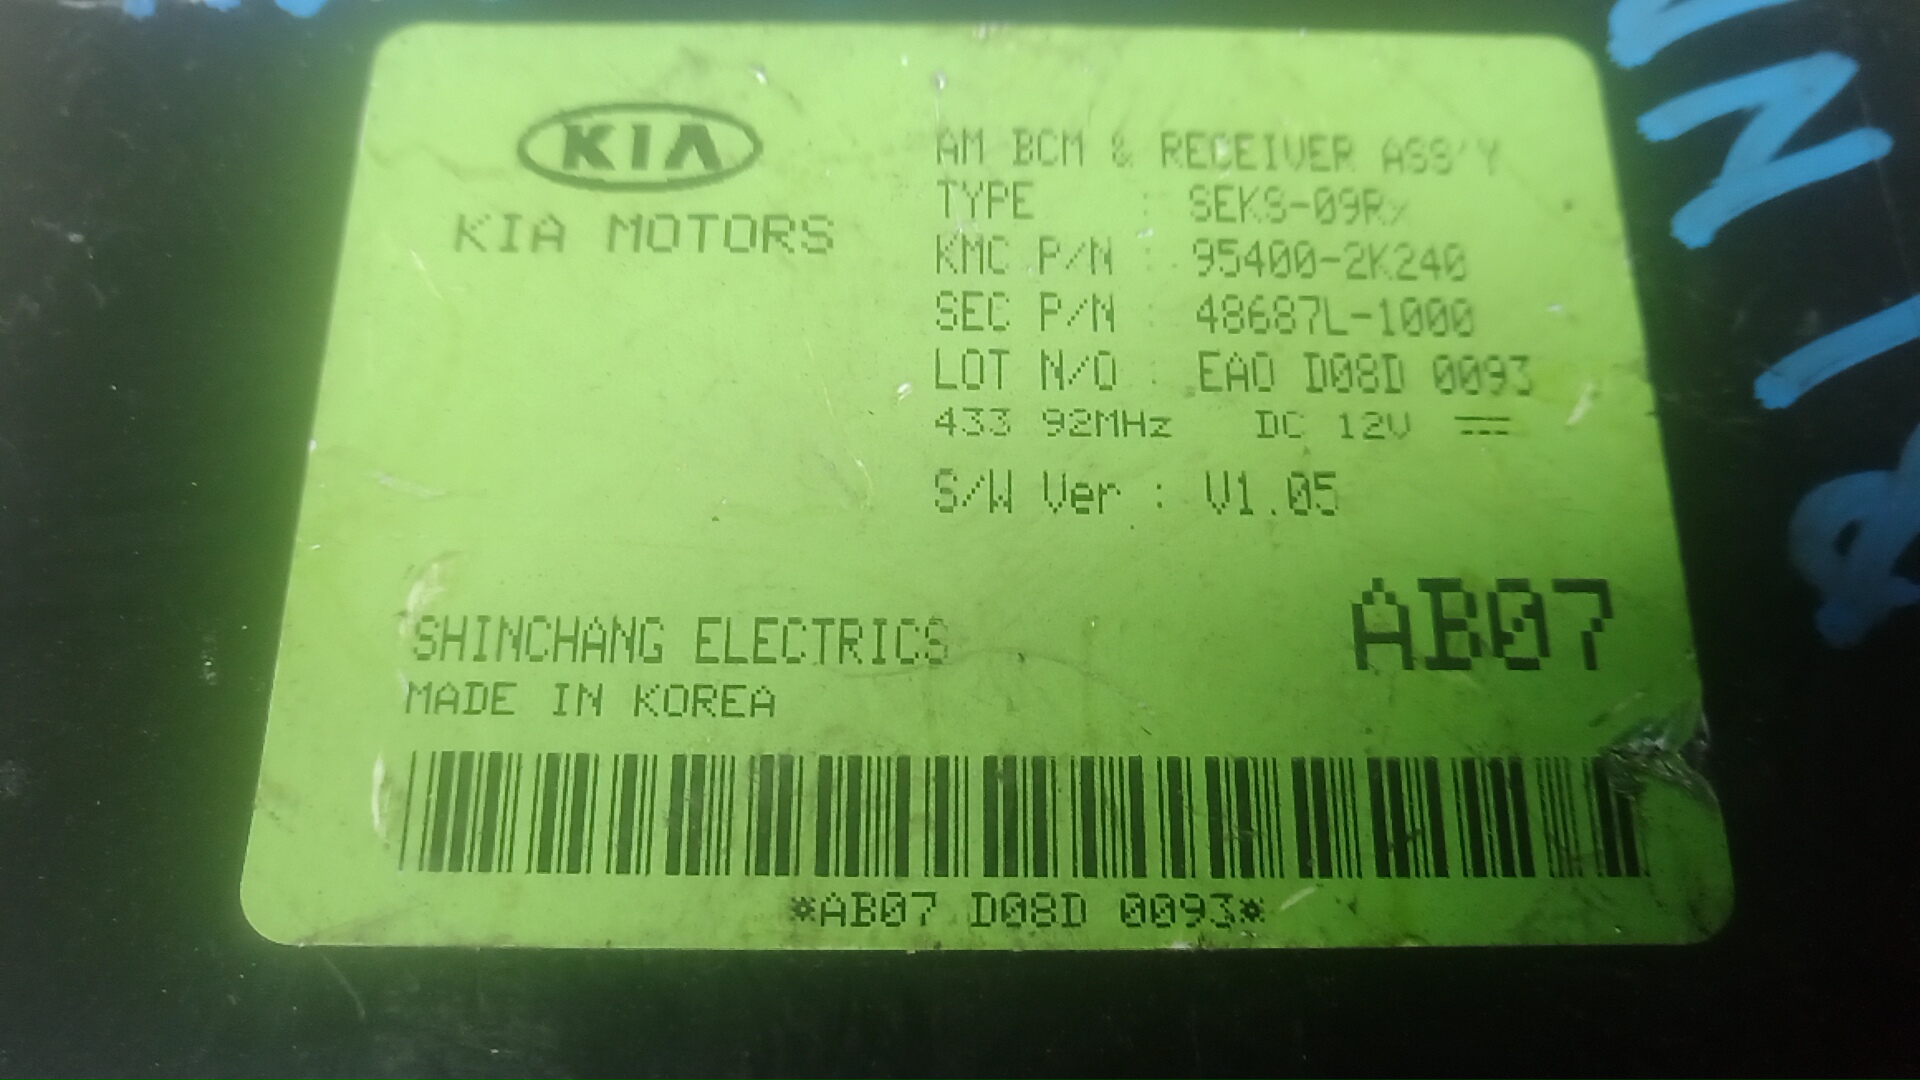 KIA
KIA MOTORS
AM BCM & RECEIVER ASS'Y
TYPE : SEKS-09Rx
KMC P/N : 95400-2K240
SEC P/N : 48687L-1000
LOT N/O : EAO D08D 0093
433 92MHz DC 12V
S/W Ver : V1.05
AB07
SHINCHANG ELECTRICS
MADE IN KOREA
*AB07 D08D 0093*